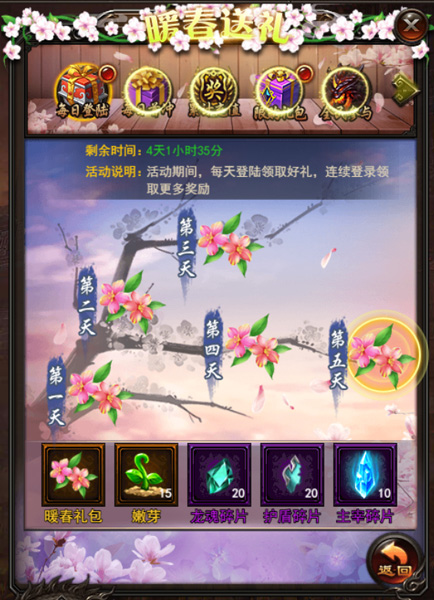 暖春送礼
每日登陆
剩余时间：4天1小时35分
活动说明：活动期间，每天登陆领取好礼，连续登录领
取更多奖励
第三天
第二天
第四天
第五天
第一天
15
20
20
10
暖春礼包
嫩芽
龙魂碎片
护盾碎片
主宰碎片
返回